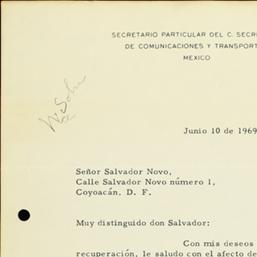 SECRETARIO PARTICULAR DEL C. SECRE
DE COMUNICACIONES Y TRANSPORT
MEXICO
Junio 10 de 1969
Señor Salvador Novo,
Calle Salvador Novo número 1,
Coyoacán, D. F.
Muy distinguido don Salvador:
Con mis deseos
recuperación, le saludo con el afecto de